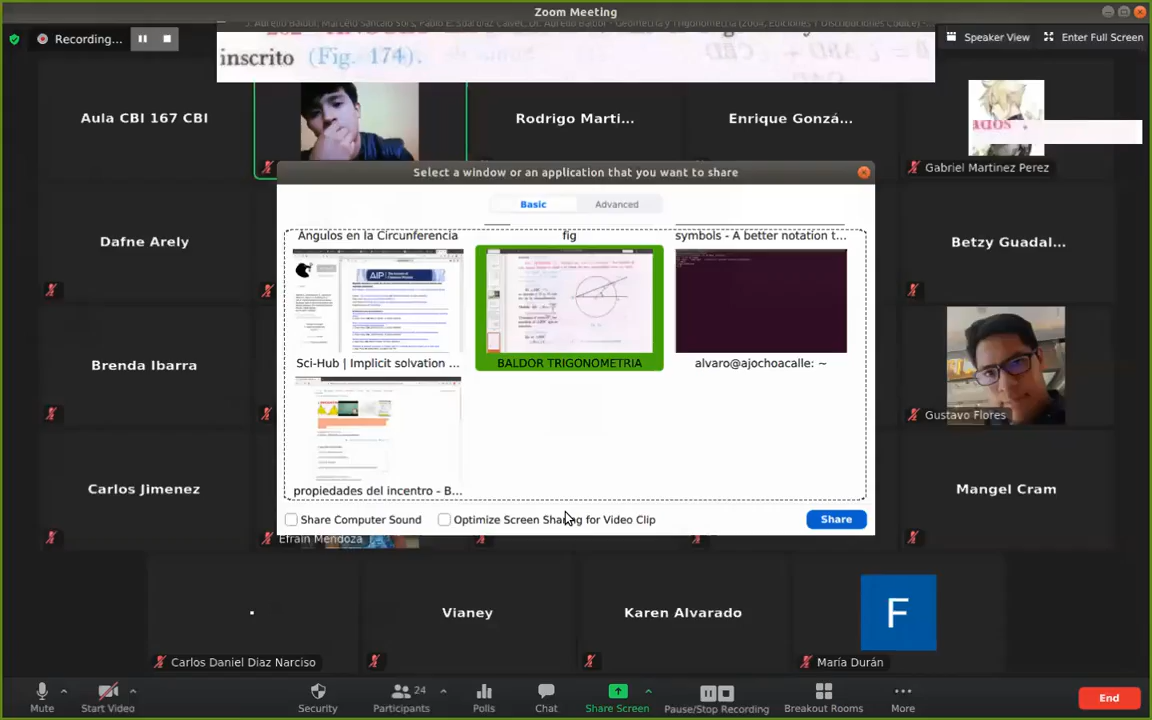 Zoom Meeting
Recording...
Speaker View
Enter Full Screen
inscrito (Fig. 174).
Aula CBI 167 CBI
Rodrigo Marti...
Enrique Gonzá...
Gabriel Martinez Perez
Select a window or an application that you want to share
Basic
Advanced
Angulos en la Circunferencia
fig
symbols - A better notation t...
Dafne Arely
Betzy Guadal...
AIP
Sci-Hub | Implicit solvation ...
BALDOR TRIGONOMETRIA
alvaro@ajochoacalle: ~
Brenda Ibarra
Gustavo Flores
propiedades del incentro - B...
Carlos Jimenez
Mangel Cram
Share Computer Sound
Optimize Screen Sharing for Video Clip
Share
Efrain Mendoza
Vianey
Karen Alvarado
F
Carlos Daniel Diaz Narciso
María Durán
Mute
Start Video
Security
Participants
24
Polls
Chat
Share Screen
Pause/Stop Recording
Breakout Rooms
More
End